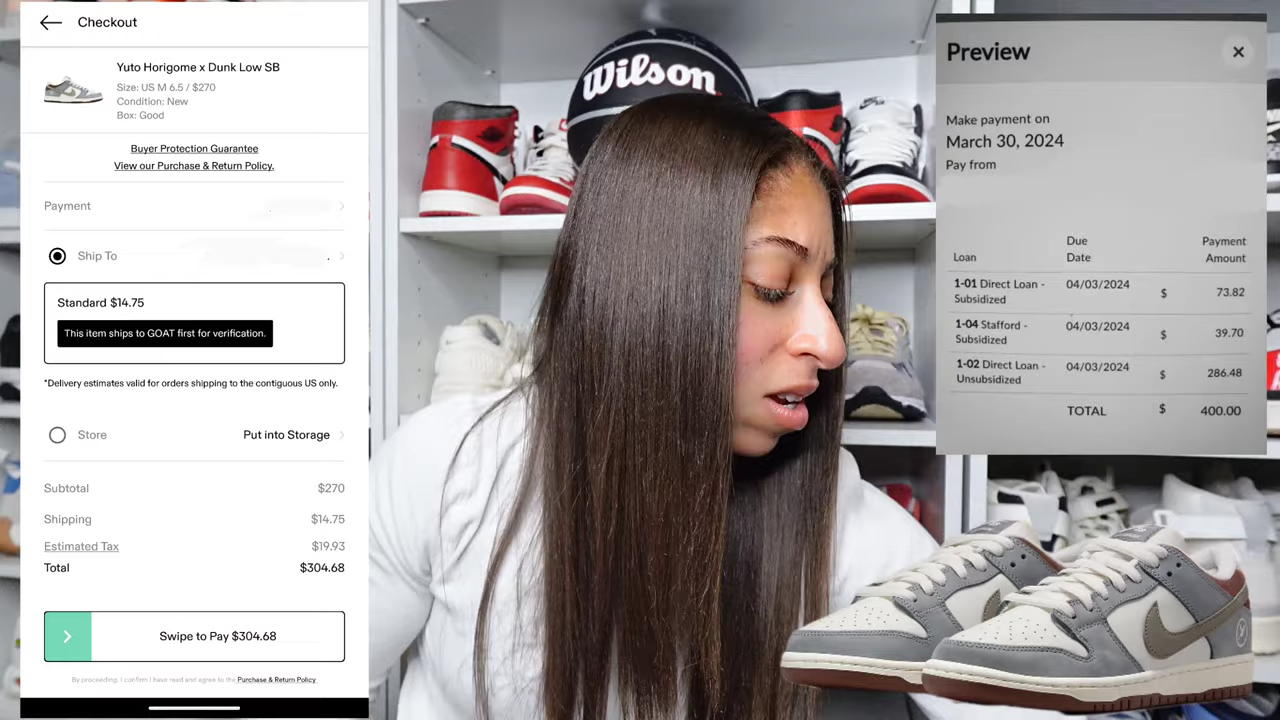 Checkout
Yuto Horigome x Dunk Low SB
Size: US M 6.5 / $270
Condition: New
Box: Good
Buyer Protection Guarantee
View our Purchase & Return Policy.
Payment
Ship To
Standard $14.75
This item ships to GOAT first for verification.
*Delivery estimates valid for orders shipping to the contiguous US only.
Store Put into Storage
Subtotal $270
Shipping $14.75
Estimated Tax $19.93
Total $304.68
Swipe to Pay $304.68
By proceeding, I confirm I have read and agree to the Purchase & Return Policy
Wilson
Preview
Make payment on
March 30, 2024
Pay from
Loan Due Date Payment Amount
1-01 Direct Loan - Subsidized 04/03/2024 $ 73.82
1-04 Stafford - Subsidized 04/03/2024 $ 39.70
1-02 Direct Loan - Unsubsidized 04/03/2024 $ 286.48
TOTAL $ 400.00